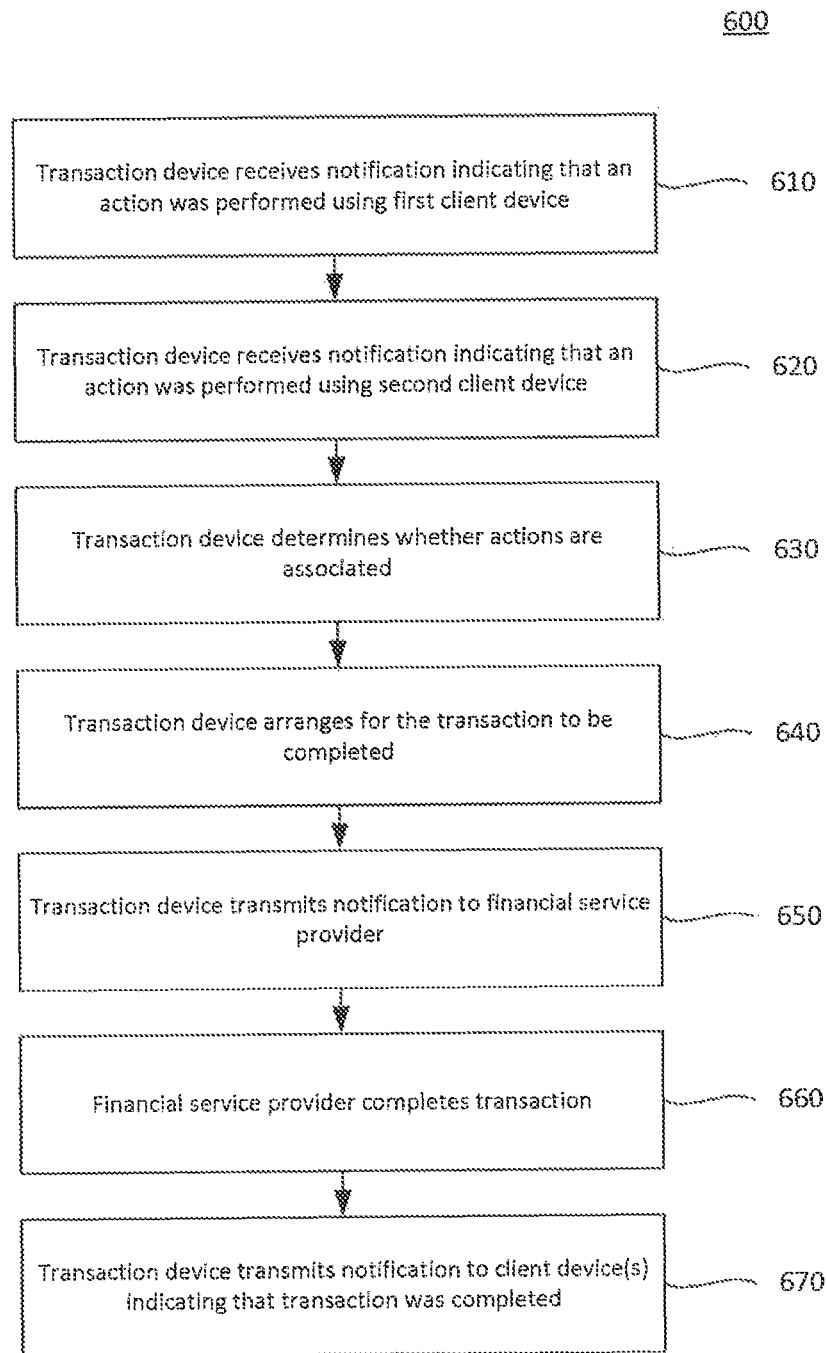 600
Transaction device receives notification indicating that an
action was performed using first client device
610
Transaction device receives notification indicating that an
action was performed using second client device
620
Transaction device determines whether actions are
associated
630
Transaction device arranges for the transaction to be
completed
640
Transaction device transmits notification to financial service
provider
650
Financial service provider completes transaction
660
Transaction device transmits notification to client device(s)
indicating that transaction was completed
670